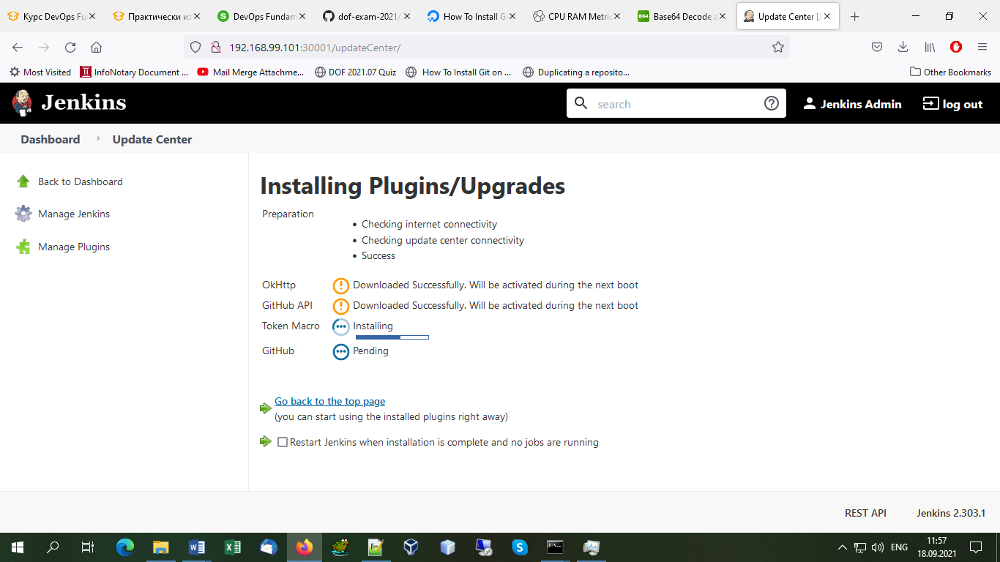 Курс DevOps Fu
Практически из
DevOps Fundam
dof-exam-2021/
How To Install Gi
CPU RAM Metric
Base64 Decode a
Update Center [J
192.168.99.101:30001/updateCenter/
Most Visited
InfoNotary Document ...
Mail Merge Attachme...
DOF 2021.07 Quiz
How To Install Git on ...
Duplicating a reposito...
Other Bookmarks
Jenkins
search
Jenkins Admin
log out
Dashboard
Update Center
Back to Dashboard
Manage Jenkins
Manage Plugins
Installing Plugins/Upgrades
Preparation
• Checking internet connectivity
• Checking update center connectivity
• Success
OkHttp Downloaded Successfully. Will be activated during the next boot
GitHub API Downloaded Successfully. Will be activated during the next boot
Token Macro Installing
GitHub Pending
Go back to the top page
(you can start using the installed plugins right away)
Restart Jenkins when installation is complete and no jobs are running
REST API
Jenkins 2.303.1
ENG
11:57
18.09.2021